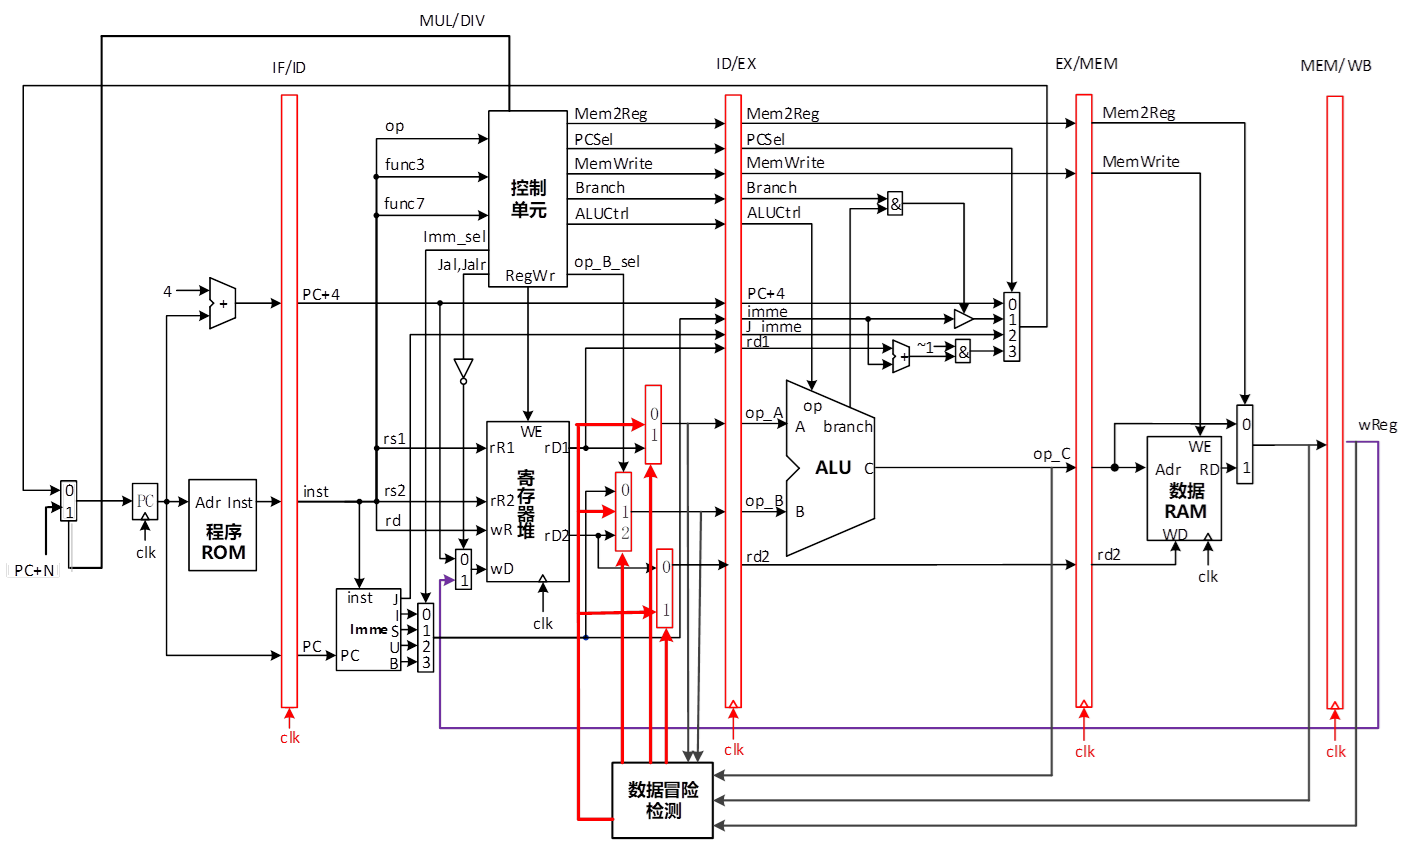 MUL/DIV
IF/ID
ID/EX
EX/MEM
MEM/WB
op
func3
func7
Imm_sel
Jal,Jalr
控制
单元
RegWr
Mem2Reg
PCSel
MemWrite
Branch
ALUCtrl
op_B_sel
Mem2Reg
PCSel
MemWrite
Branch
ALUCtrl
&
Mem2Reg
MemWrite
4
+
PC+4
PC+4
imme
J_imme
rd1
+
~1
&
0
1
2
3
0
1
PC
clk
PC+N
Adr Inst
程序
ROM
inst
rs1
rs2
rd
WE
rR1
rR2
wR
wD
rD1
rD2
寄存器堆
clk
0
1
0
1
0
1
2
0
1
op_A
op_B
rd2
op
A
branch
ALU
C
B
op_C
WE
Adr
RD
数据
RAM
WD
clk
rd2
0
1
wReg
PC
inst
J
I
Imme S
U
PC
B
0
1
2
3
clk
clk
clk
clk
数据冒险
检测